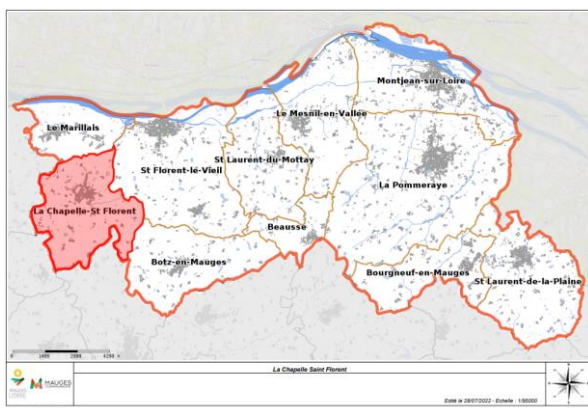 Montjean-sur-Loire
Le Mesnil-en-Vallée
Le Marillais
St Laurent-du-Mottay
St Florent-le-Vieil
La Pommeraye
La Chapelle-St Florent
Beausse
Botz-en-Mauges
Bourgneuf-en-Mauges
St Laurent-de-la-Plaine
La Chapelle Saint Florent
MAUGES
Edité le 28/07/2022 - Echelle :